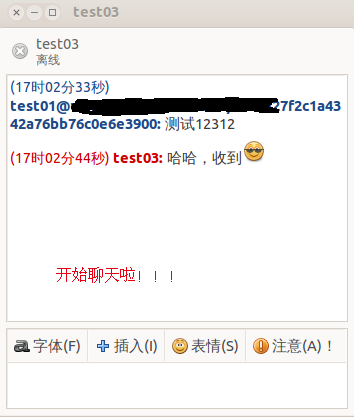 test03
test03
离线
(17时02分33秒)
test01@ 27f2c1a43
42a76bb76c0e6e3900: 测试12312
(17时02分44秒) test03: 哈哈，收到
开始聊天啦！！！
字体(F) 插入(I) 表情(S) 注意(A)！